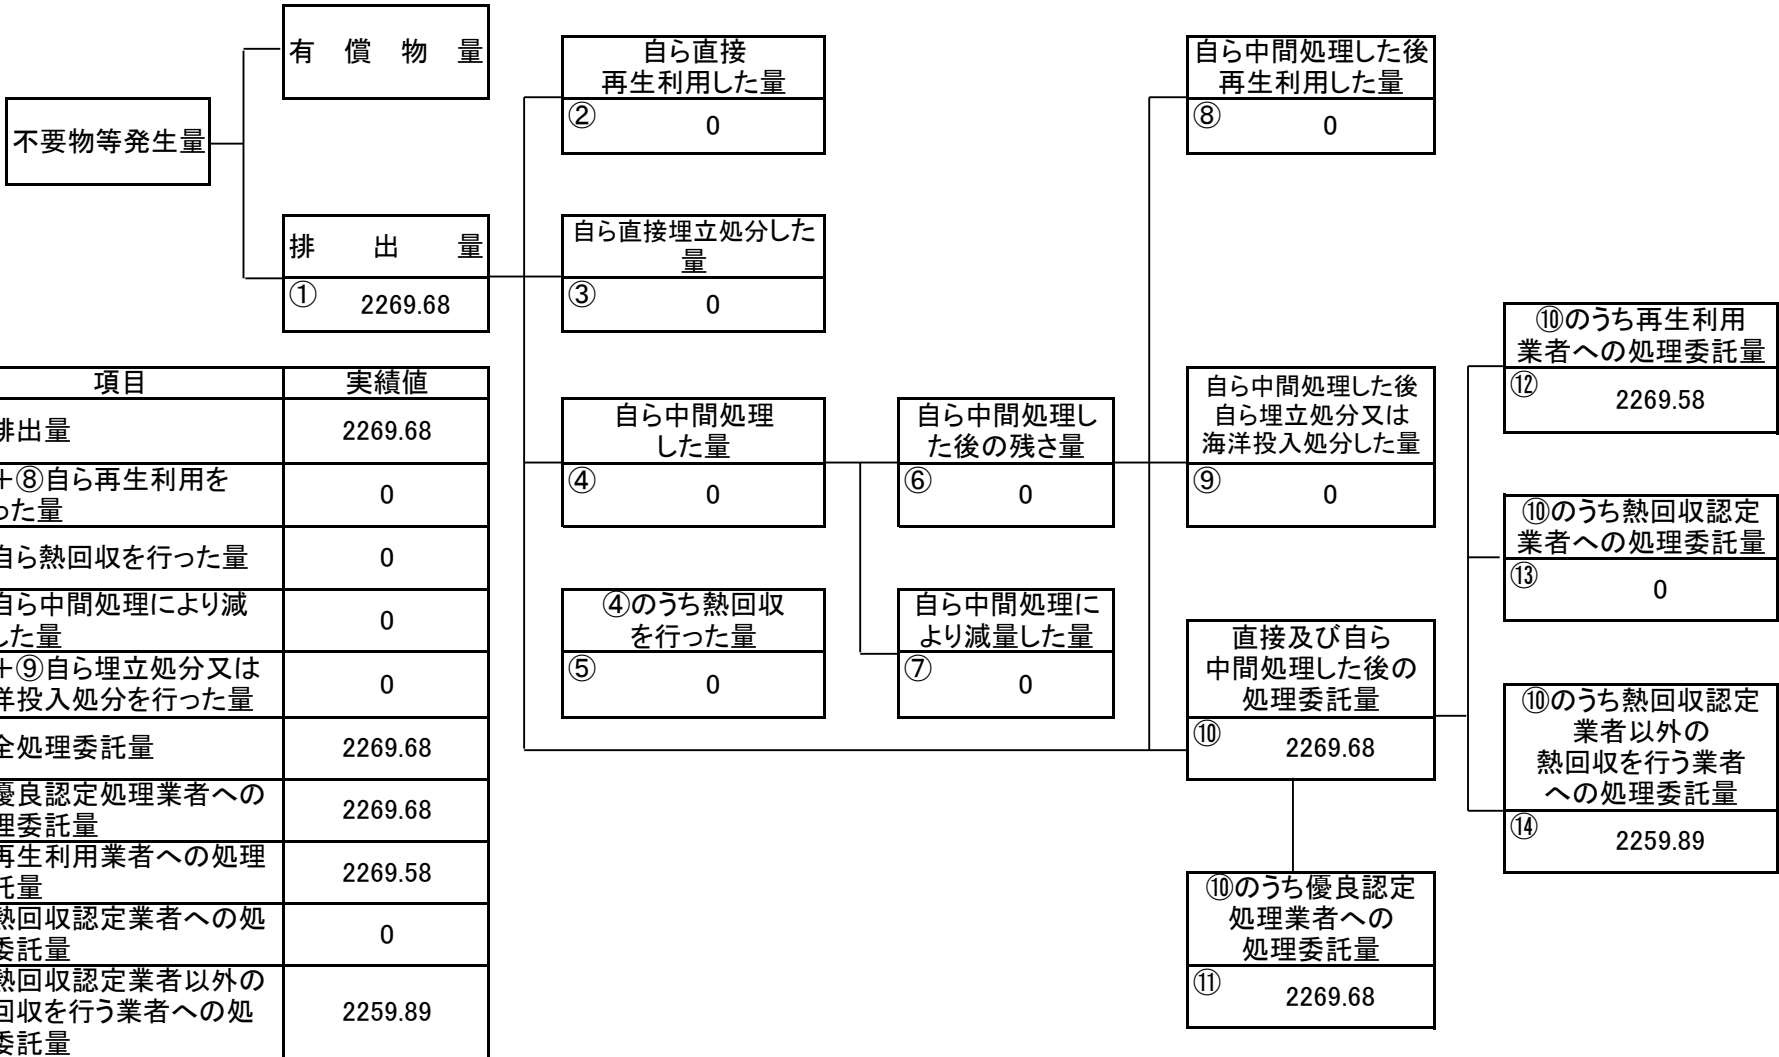 有償物量
不要物等発生量
排出量
① 2269.68
自ら直接
再生利用した量
② 0
自ら直接埋立処分した
量
③ 0
自ら中間処理
した量
④ 0
④のうち熱回収
を行った量
⑤ 0
自ら中間処理し
た後の残さ量
⑥ 0
自ら中間処理に
より減量した量
⑦ 0
自ら中間処理した後
再生利用した量
⑧ 0
自ら中間処理した後
自ら埋立処分又は
海洋投入処分した量
⑨ 0
直接及び自ら
中間処理した後の
処理委託量
⑩ 2269.68
⑩のうち優良認定
処理業者への
処理委託量
⑪ 2269.68
⑩のうち再生利用
業者への処理委託量
⑫ 2269.58
⑩のうち熱回収認定
業者への処理委託量
⑬ 0
⑩のうち熱回収認定
業者以外の
熱回収を行う業者
への処理委託量
⑭ 2259.89
項目 実績値
排出量 2269.68
＋⑧自ら再生利用を
った量 0
自ら熱回収を行った量 0
自ら中間処理により減
した量 0
＋⑨自ら埋立処分又は
洋投入処分を行った量 0
全処理委託量 2269.68
優良認定処理業者への
理委託量 2269.68
再生利用業者への処理
託量 2269.58
熱回収認定業者への処
委託量 0
熱回収認定業者以外の
回収を行う業者への処
委託量 2259.89